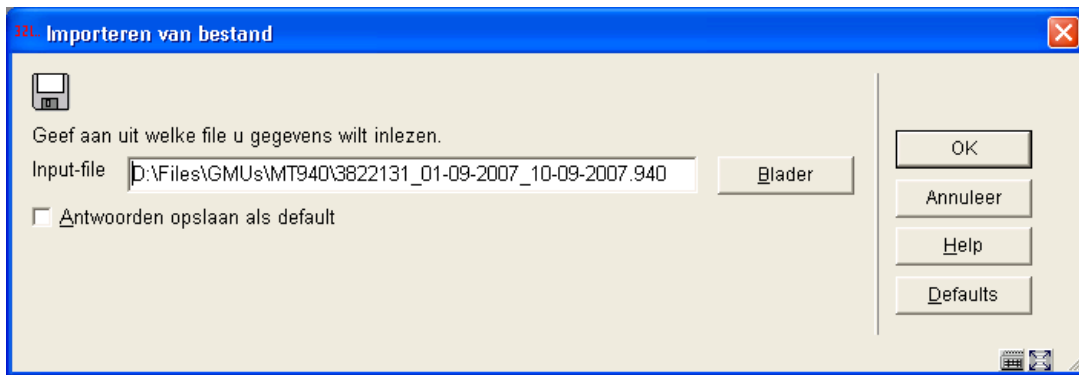 Importeren van bestand
Geef aan uit welke file u gegevens wilt inlezen.
Input-file D:\Files\GMUs\MT940\3822131_01-09-2007_10-09-2007.940 Blader
Antwoorden opslaan als default
OK
Annuleer
Help
Defaults